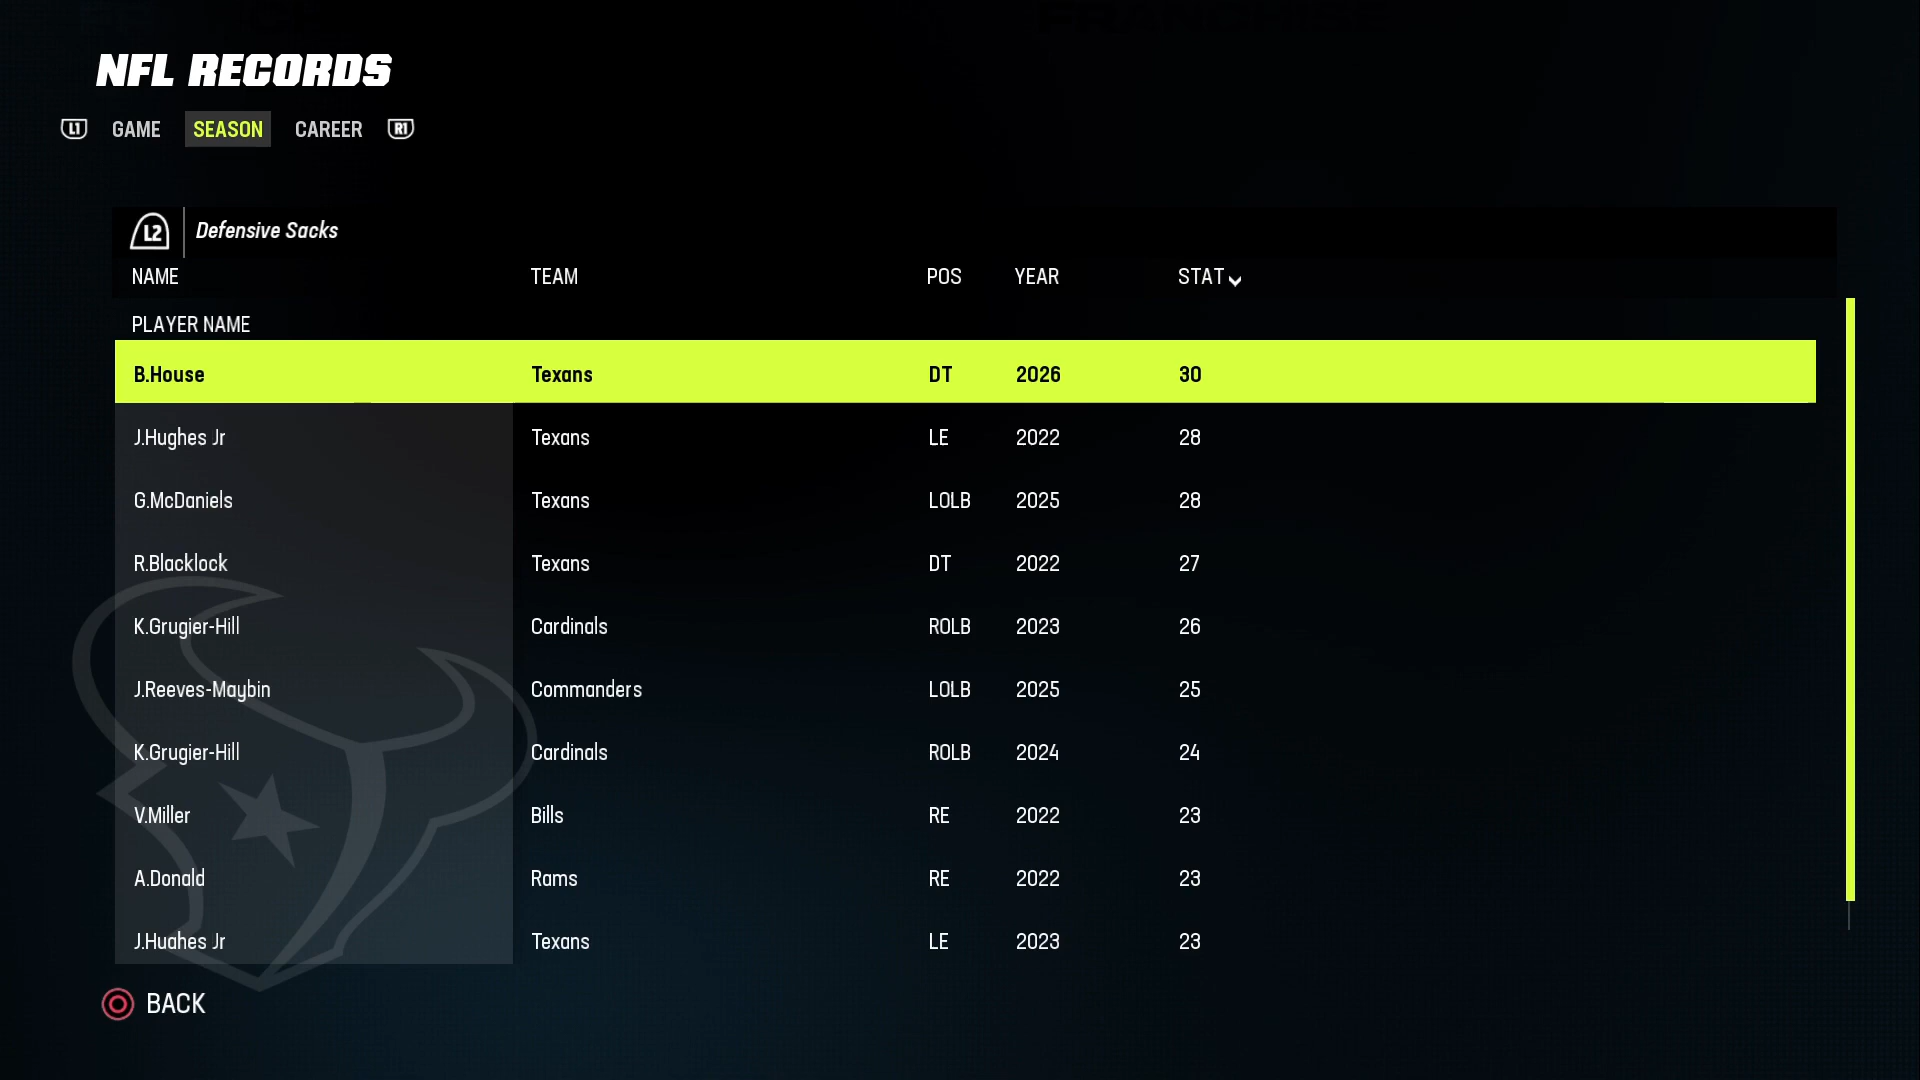 NFL RECORDS
L1 GAME SEASON CAREER R1
L2 Defensive Sacks
NAME TEAM POS YEAR STAT
PLAYER NAME
B.House Texans DT 2026 30
J.Hughes Jr Texans LE 2022 28
G.McDaniels Texans LOLB 2025 28
R.Blacklock Texans DT 2022 27
K.Grugier-Hill Cardinals ROLB 2023 26
J.Reeves-Maybin Commanders LOLB 2025 25
K.Grugier-Hill Cardinals ROLB 2024 24
V.Miller Bills RE 2022 23
A.Donald Rams RE 2022 23
J.Hughes Jr Texans LE 2023 23
BACK